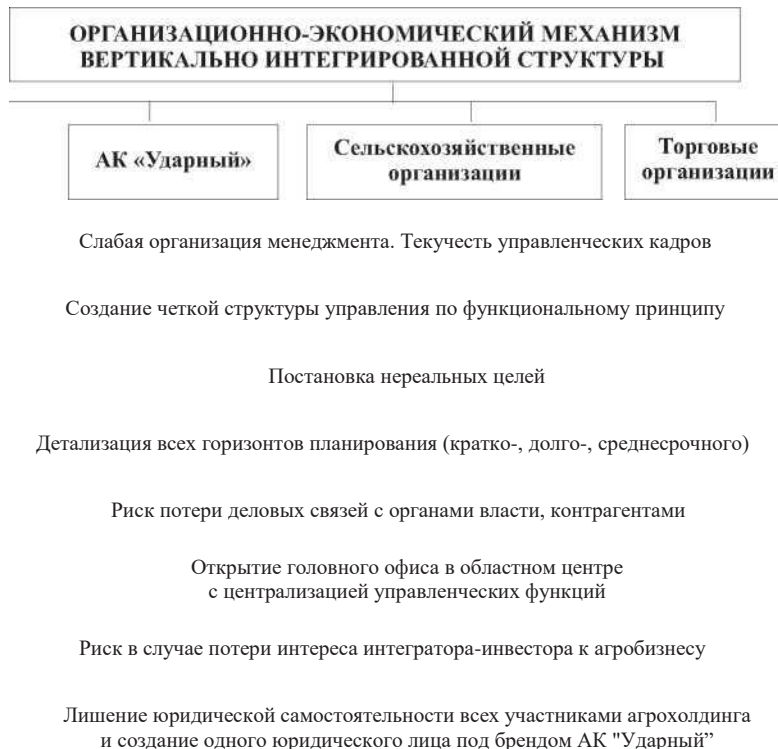 ОРГАНИЗАЦИОННО-ЭКОНОМИЧЕСКИЙ МЕХАНИЗМ
ВЕРТИКАЛЬНО ИНТЕГРИРОВАННОЙ СТРУКТУРЫ
АК «Ударный»
Сельскохозяйственные
организации
Торговые
организации
Слабая организация менеджмента. Текучесть управленческих кадров
Создание четкой структуры управления по функциональному принципу
Постановка нереальных целей
Детализация всех горизонтов планирования (кратко-, долго-, среднесрочного)
Риск потери деловых связей с органами власти, контрагентами
Открытие головного офиса в областном центре
с централизацией управленческих функций
Риск в случае потери интереса интегратора-инвестора к агробизнесу
Лишение юридической самостоятельности всех участниками агрохолдинга
и создание одного юридического лица под брендом АК "Ударный”